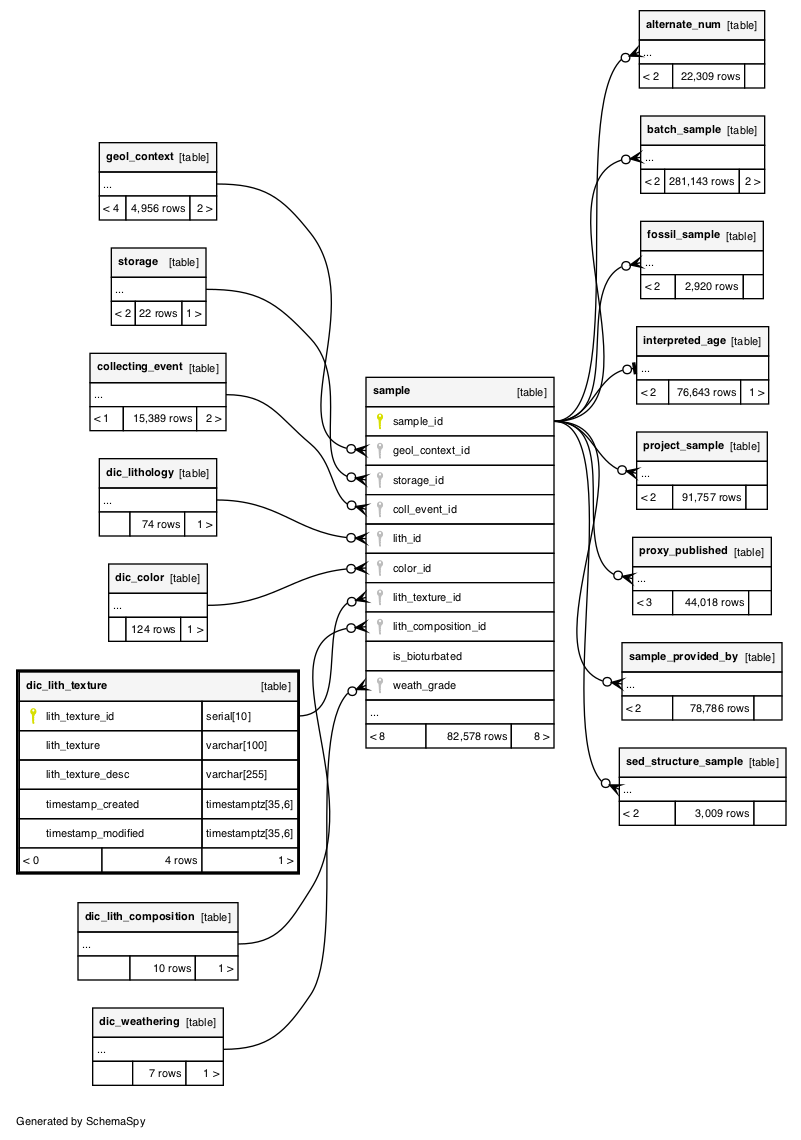 alternate_num [table]
...
< 2 22,309 rows
batch_sample [table]
...
< 2 281,143 rows 2 >
geol_context [table]
...
< 4 4,956 rows 2 >
fossil_sample [table]
...
< 2 2,920 rows
storage [table]
...
< 2 22 rows 1 >
interpreted_age [table]
...
< 2 76,643 rows 1 >
collecting_event [table]
...
< 1 15,389 rows 2 >
sample [table]
sample_id
geol_context_id
storage_id
coll_event_id
lith_id
color_id
lith_texture_id
lith_composition_id
is_bioturbated
weath_grade
...
< 8 82,578 rows 8 >
project_sample [table]
...
< 2 91,757 rows
dic_lithology [table]
...
74 rows 1 >
proxy_published [table]
...
< 3 44,018 rows
dic_color [table]
...
124 rows 1 >
sample_provided_by [table]
...
< 2 78,786 rows
dic_lith_texture [table]
lith_texture_id serial[10]
lith_texture varchar[100]
lith_texture_desc varchar[255]
timestamp_created timestamptz[35,6]
timestamp_modified timestamptz[35,6]
< 0 4 rows 1 >
sed_structure_sample [table]
...
< 2 3,009 rows
dic_lith_composition [table]
...
10 rows 1 >
dic_weathering [table]
...
7 rows 1 >
Generated by SchemaSpy